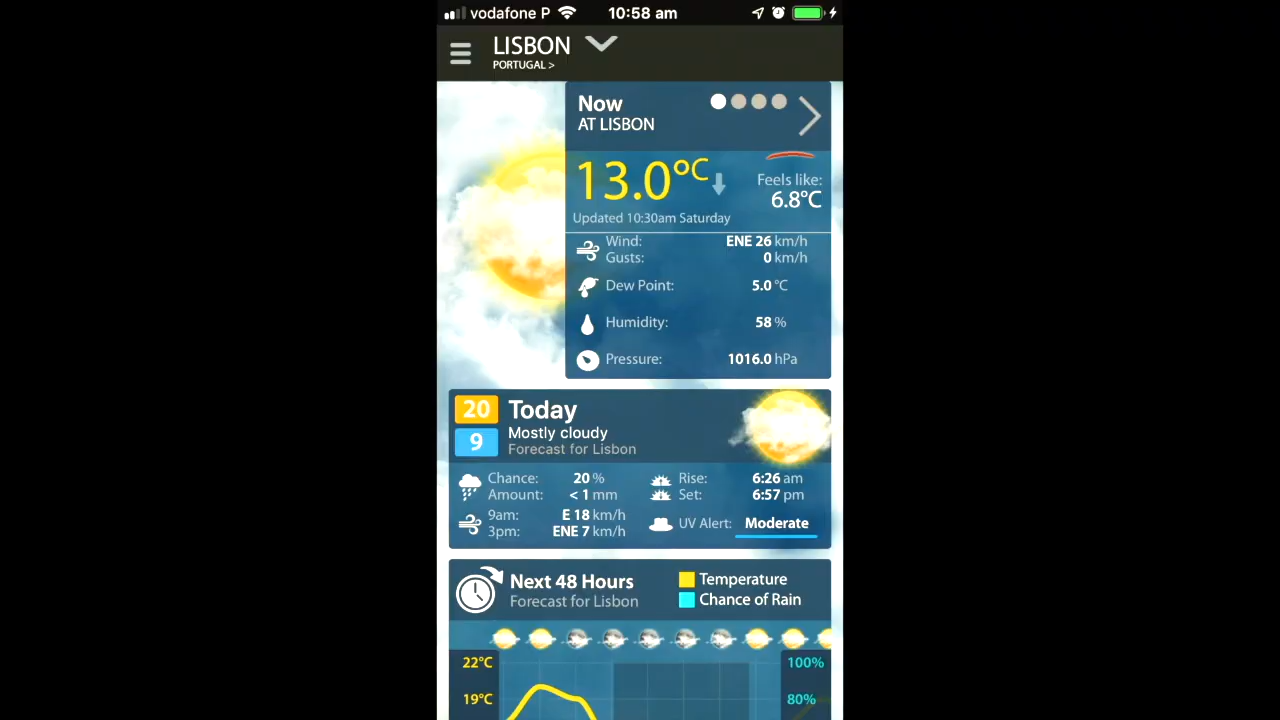 vodafone P 10:58 am
LISBON
PORTUGAL >
Now
AT LISBON
13.0°C
Feels like:
6.8°C
Updated 10:30am Saturday
Wind: ENE 26 km/h
Gusts: 0 km/h
Dew Point: 5.0 °C
Humidity: 58 %
Pressure: 1016.0 hPa
20 Today
9 Mostly cloudy
Forecast for Lisbon
Chance: 20 % Rise: 6:26 am
Amount: < 1 mm Set: 6:57 pm
9am: E 18 km/h
3pm: ENE 7 km/h
UV Alert: Moderate
Next 48 Hours Temperature
Forecast for Lisbon Chance of Rain
22°C 100%
19°C 80%